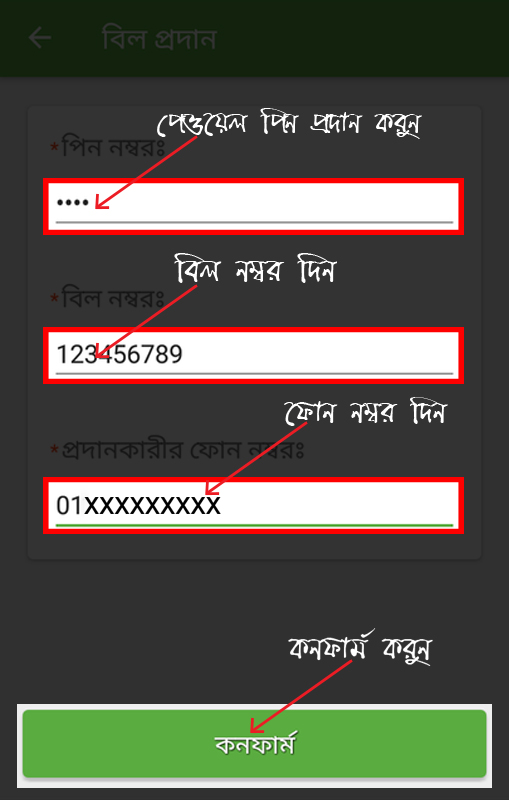 বিল প্রদান
পেওয়েল পিন প্রদান করুন
*পিন নম্বরঃ
••••
বিল নম্বর দিন
*বিল নম্বরঃ
123456789
ফোন নম্বর দিন
*প্রদানকারীর ফোন নম্বরঃ
01XXXXXXXXX
কনফার্ম করুন
কনফার্ম